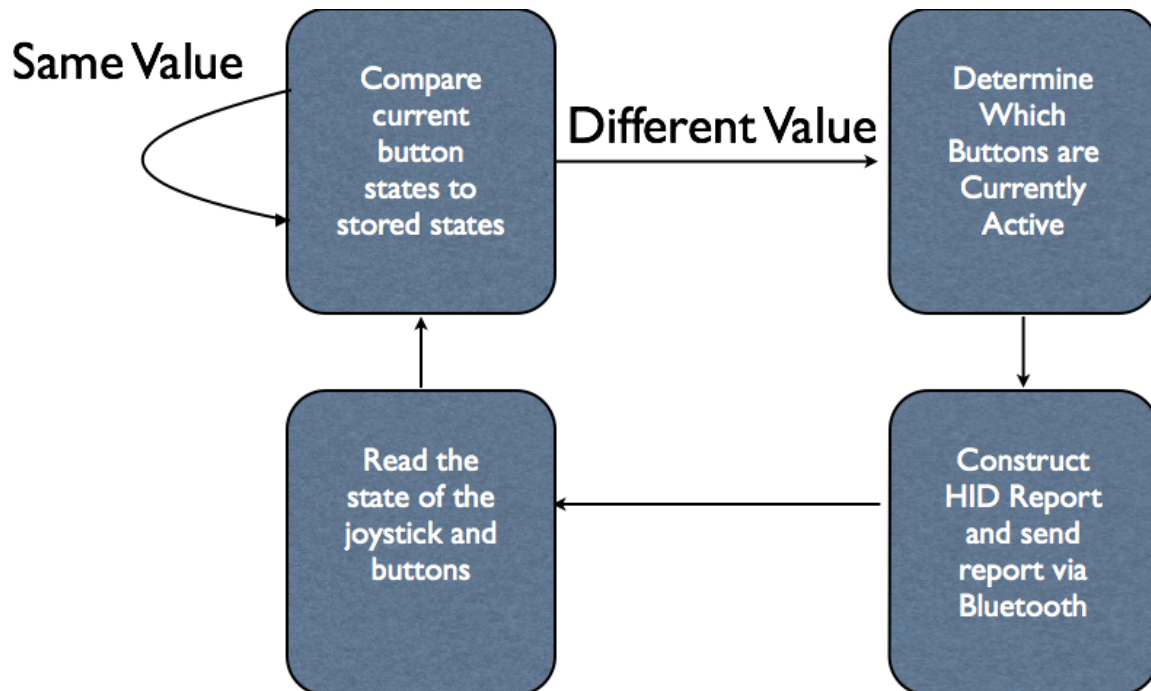 Same Value
Compare
current
button
states to
stored states
Different Value
Determine
Which
Buttons are
Currently
Active
Construct
HID Report
and send
report via
Bluetooth
Read the
state of the
joystick and
buttons